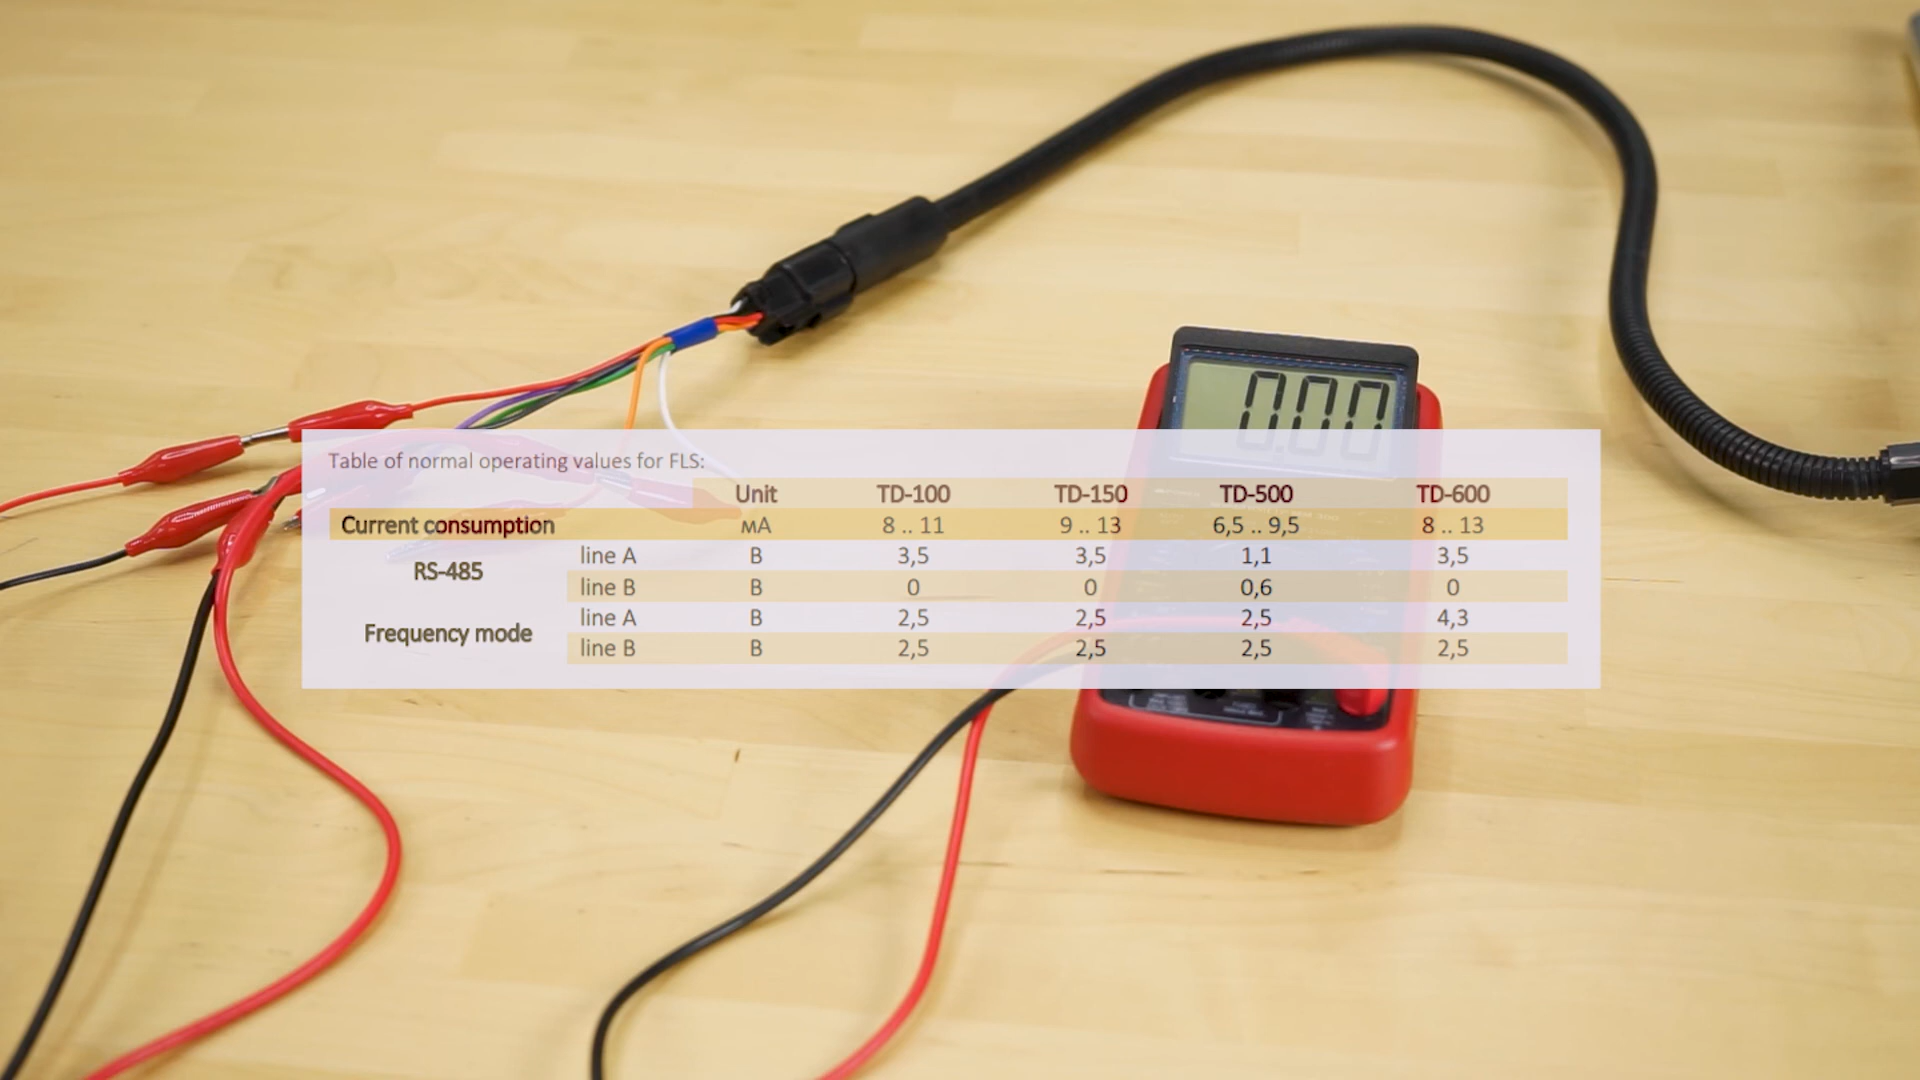 0.00
Table of normal operating values for FLS:
Unit TD-100 TD-150 TD-500 TD-600
Current consumption мА 8 .. 11 9 .. 13 6,5 .. 9,5 8 .. 13
RS-485
line A В 3,5 3,5 1,1 3,5
line B В 0 0 0,6 0
Frequency mode
line A В 2,5 2,5 2,5 4,3
line B В 2,5 2,5 2,5 2,5